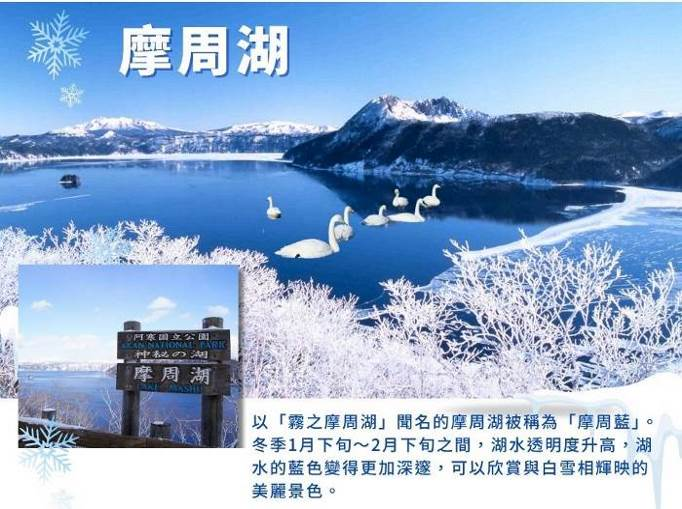 摩周湖
阿寒国立公園
AKAN NATIONAL PARK
神秘の湖
摩周湖
LAKE MASHU
以「霧之摩周湖」聞名的摩周湖被稱為「摩周藍」。
冬季1月下旬～2月下旬之間，湖水透明度升高，湖
水的藍色變得更加深邃，可以欣賞與白雪相輝映的
美麗景色。